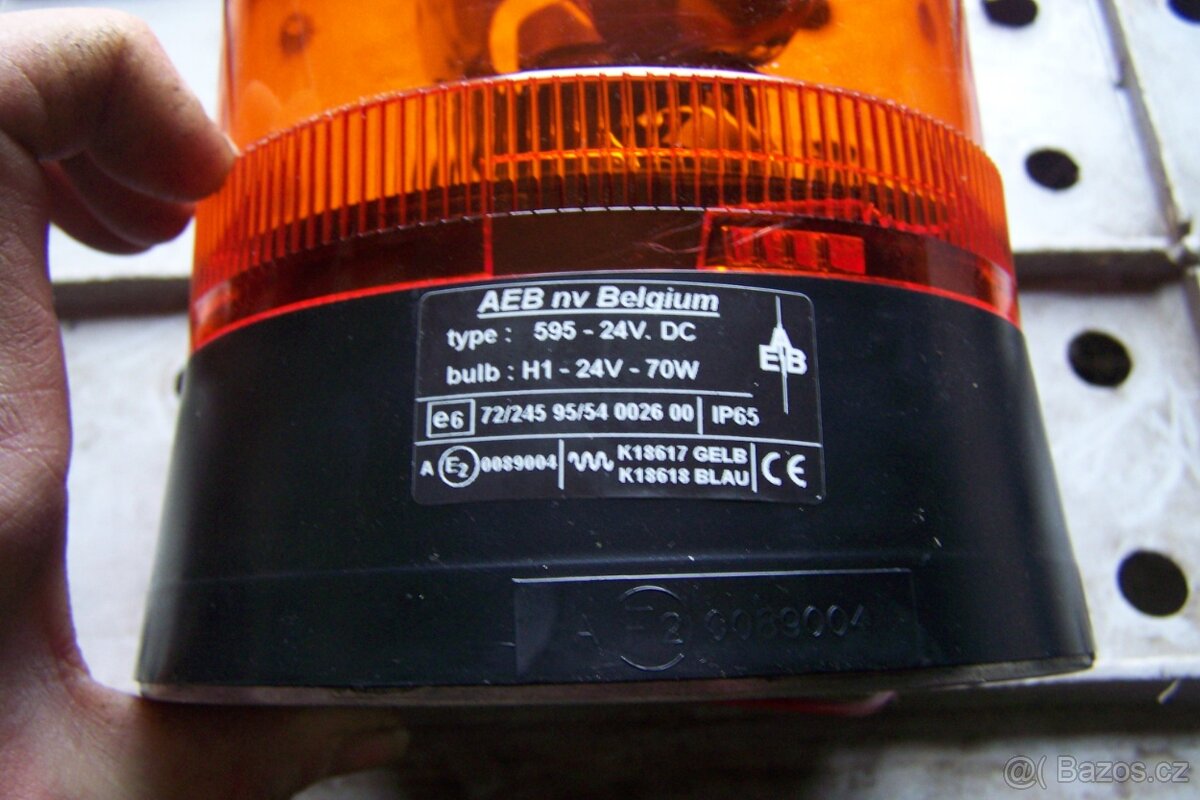 AEB nv Belgium
type : 595 - 24V. DC
bulb : H1 - 24V - 70W
EB
e6 72/245 95/54 0026 00 IP65
A E2 0089004 K18617 GELB
K18618 BLAU CE
A E2 0089004
@( Bazos.cz